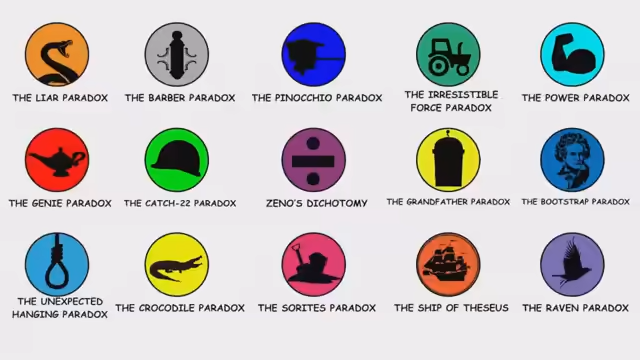 THE LIAR PARADOX
THE BARBER PARADOX
THE PINOCCHIO PARADOX
THE IRRESISTIBLE
FORCE PARADOX
THE POWER PARADOX
THE GENIE PARADOX
THE CATCH-22 PARADOX
ZENO'S DICHOTOMY
THE GRANDFATHER PARADOX
THE BOOTSTRAP PARADOX
THE UNEXPECTED
HANGING PARADOX
THE CROCODILE PARADOX
THE SORITES PARADOX
THE SHIP OF THESEUS
THE RAVEN PARADOX